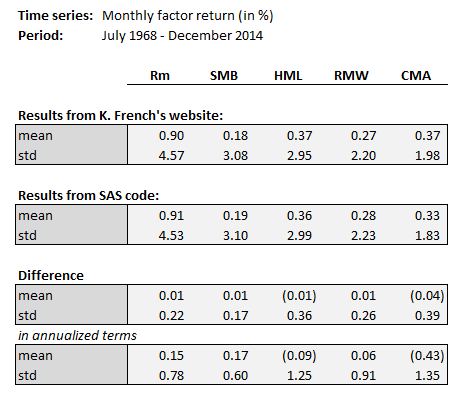 Time series: Monthly factor return (in %)
Period: July 1968 - December 2014
Rm SMB HML RMW CMA
Results from K. French's website:
mean 0.90 0.18 0.37 0.27 0.37
std 4.57 3.08 2.95 2.20 1.98
Results from SAS code:
mean 0.91 0.19 0.36 0.28 0.33
std 4.53 3.10 2.99 2.23 1.83
Difference
mean 0.01 0.01 (0.01) 0.01 (0.04)
std 0.22 0.17 0.36 0.26 0.39
in annualized terms
mean 0.15 0.17 (0.09) 0.06 (0.43)
std 0.78 0.60 1.25 0.91 1.35